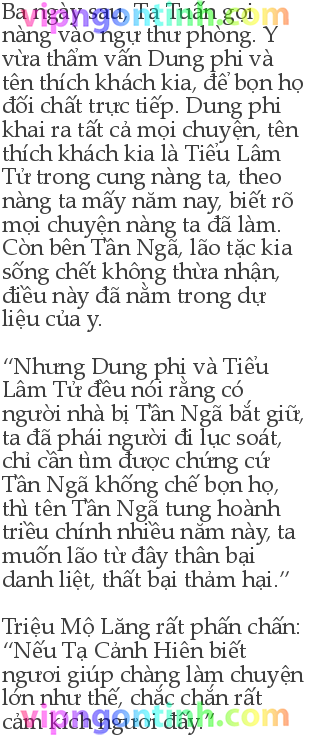 Ba ngày sau, Tạ Tuấn gọi
nàng vào ngự thư phòng. Y
vừa thẩm vấn Dung phi và
tên thích khách kia, để bọn họ
đối chất trực tiếp. Dung phi
khai ra tất cả mọi chuyện, tên
thích khách kia là Tiểu Lâm
Tử trong cung nàng ta, theo
nàng ta mấy năm nay, biết rõ
mọi chuyện nàng ta đã làm.
Còn bên Tần Ngã, lão tặc kia
sống chết không thừa nhận,
điều này đã nằm trong dự
liệu của y.
“Nhưng Dung phi và Tiểu
Lâm Tử đều nói rằng có
người nhà bị Tần Ngã bắt giữ,
ta đã phái người đi lục soát,
chỉ cần tìm được chứng cứ
Tần Ngã khống chế bọn họ,
thì tên Tần Ngã tung hoành
triều chính nhiều năm này, ta
muốn lão từ đây thân bại
danh liệt, thất bại thảm hại.”
Triệu Mộ Lăng rất phấn chấn:
“Nếu Tạ Cảnh Hiên biết
ngươi giúp chàng làm chuyện
lớn như thế, chắc chắn rất
cảm kích ngươi đấy.”
vipngontinh.com
vipngontinh.com